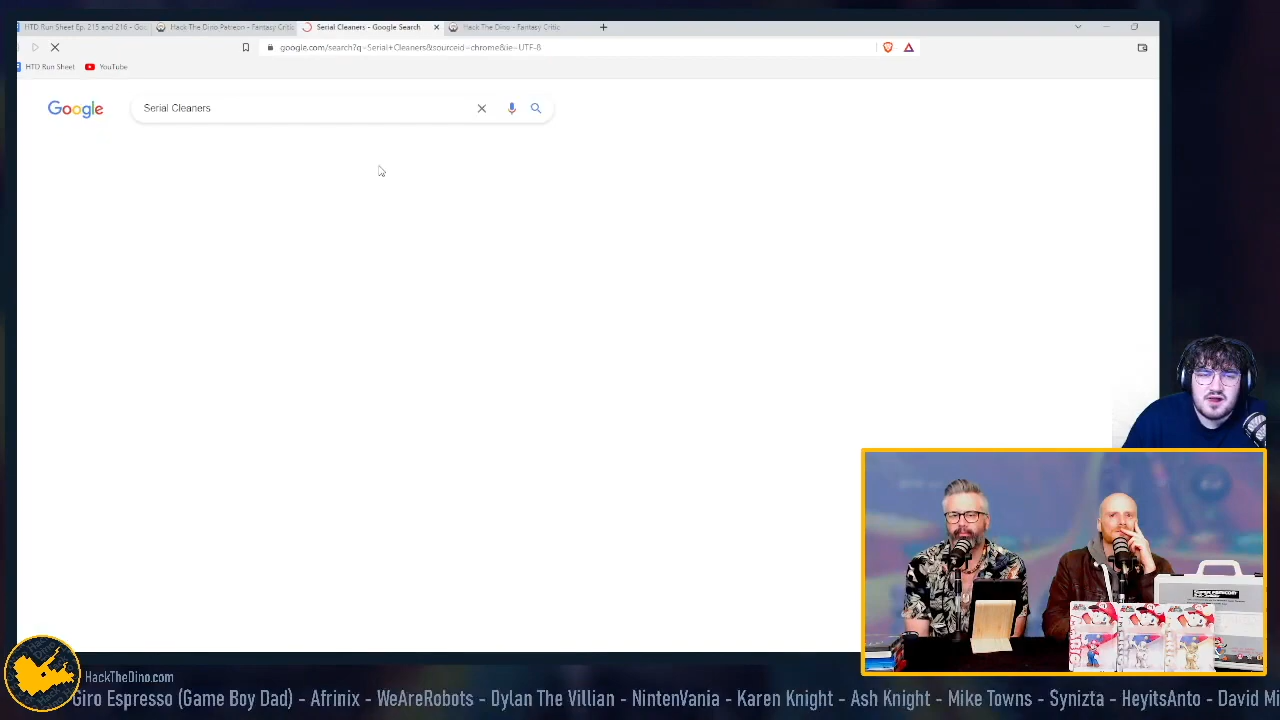 HTD Run Sheet Ep. 215 and 216 - Goo
Hack The Dino Patreon - Fantasy Critic
Serial Cleaners - Google Search
Hack The Dino - Fantasy Critic
google.com/search?q=Serial+Cleaners&sourceid=chrome&ie=UTF-8
HTD Run Sheet
YouTube
Google
Serial Cleaners
SUPER FAMICOM
HackTheDino.com
Giro Espresso (Game Boy Dad) - Afrinix - WeAreRobots - Dylan The Villian - NintenVania - Karen Knight - Ash Knight - Mike Towns - Synizta - HeyitsAnto - David Mi